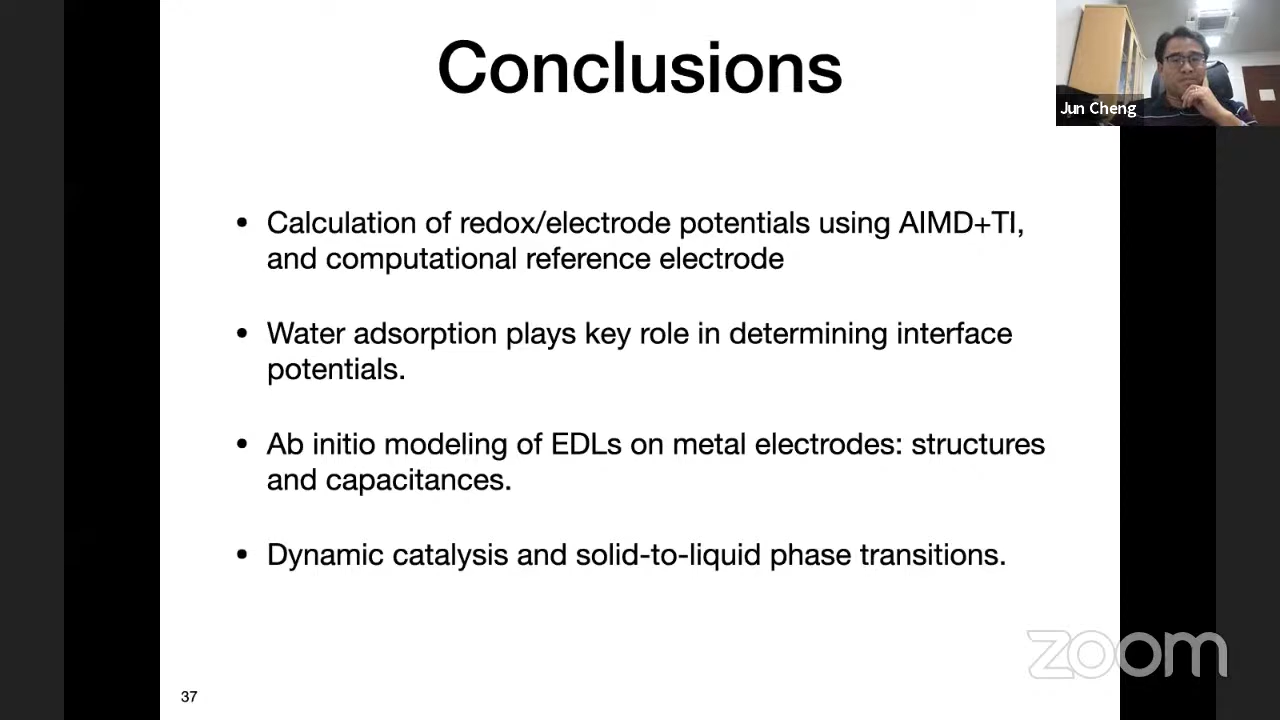 Conclusions
Jun Cheng
• Calculation of redox/electrode potentials using AIMD+TI,
and computational reference electrode
• Water adsorption plays key role in determining interface
potentials.
• Ab initio modeling of EDLs on metal electrodes: structures
and capacitances.
• Dynamic catalysis and solid-to-liquid phase transitions.
zoom
37